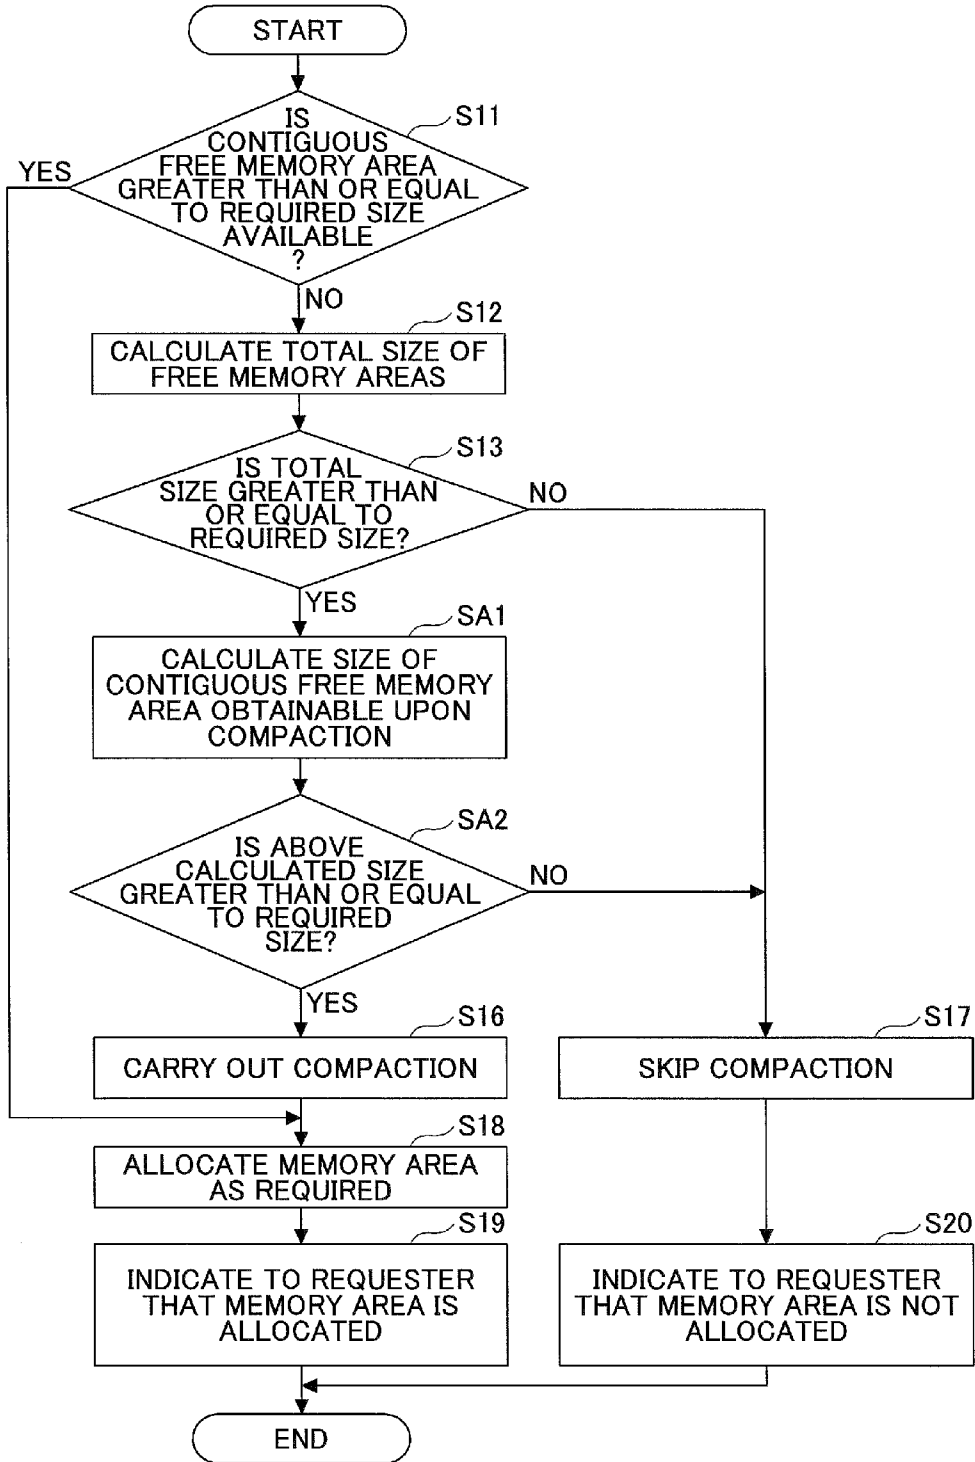 START
IS
CONTIGUOUS
FREE MEMORY AREA
GREATER THAN OR EQUAL
TO REQUIRED SIZE
AVAILABLE
?
S11
YES
NO
S12
CALCULATE TOTAL SIZE OF
FREE MEMORY AREAS
S13
IS TOTAL
SIZE GREATER THAN
OR EQUAL TO
REQUIRED SIZE?
NO
YES
SA1
CALCULATE SIZE OF
CONTIGUOUS FREE MEMORY
AREA OBTAINABLE UPON
COMPACTION
SA2
IS ABOVE
CALCULATED SIZE
GREATER THAN OR EQUAL
TO REQUIRED
SIZE?
NO
YES
S16
CARRY OUT COMPACTION
S17
SKIP COMPACTION
S18
ALLOCATE MEMORY AREA
AS REQUIRED
S19
INDICATE TO REQUESTER
THAT MEMORY AREA IS
ALLOCATED
S20
INDICATE TO REQUESTER
THAT MEMORY AREA IS NOT
ALLOCATED
END